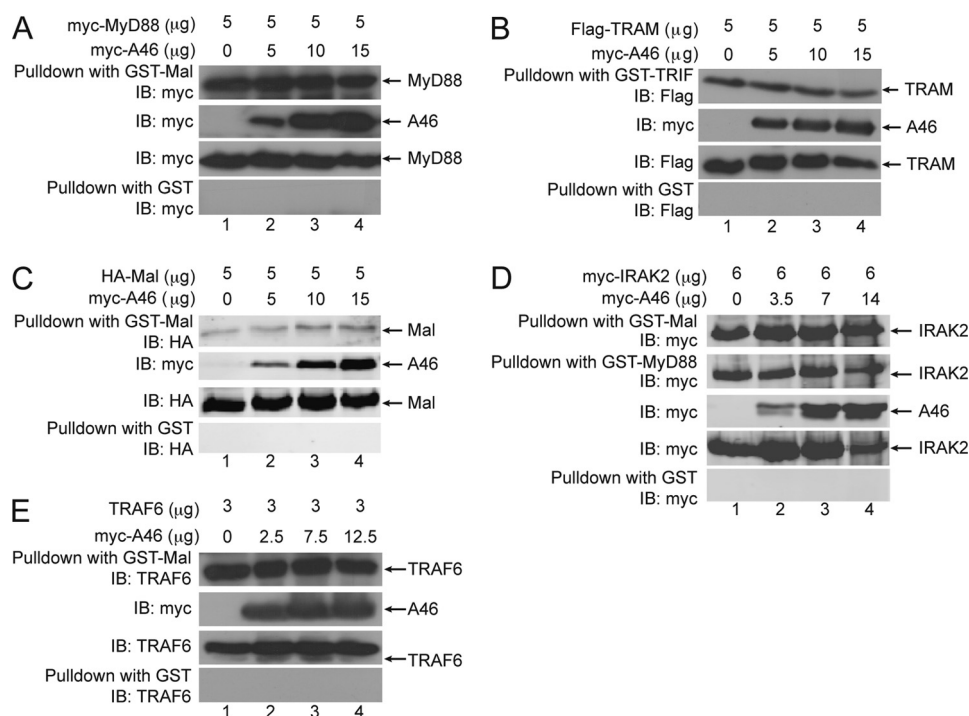 A
myc-MyD88 (μg) 5 5 5 5
myc-A46 (μg) 0 5 10 15
Pulldown with GST-Mal
IB: myc
MyD88
IB: myc
A46
IB: myc
MyD88
Pulldown with GST
IB: myc
1 2 3 4
B
Flag-TRAM (μg) 5 5 5 5
myc-A46 (μg) 0 5 10 15
Pulldown with GST-TRIF
IB: Flag
TRAM
IB: myc
A46
IB: Flag
TRAM
Pulldown with GST
IB: Flag
1 2 3 4
C
HA-Mal (μg) 5 5 5 5
myc-A46 (μg) 0 5 10 15
Pulldown with GST-Mal
IB: HA
Mal
IB: myc
A46
IB: HA
Mal
Pulldown with GST
IB: HA
1 2 3 4
D
myc-IRAK2 (μg) 6 6 6 6
myc-A46 (μg) 0 3.5 7 14
Pulldown with GST-Mal
IB: myc
IRAK2
Pulldown with GST-MyD88
IB: myc
IRAK2
IB: myc
A46
IB: myc
IRAK2
Pulldown with GST
IB: myc
1 2 3 4
E
TRAF6 (μg) 3 3 3 3
myc-A46 (μg) 0 2.5 7.5 12.5
Pulldown with GST-Mal
IB: TRAF6
TRAF6
IB: myc
A46
IB: TRAF6
TRAF6
Pulldown with GST
IB: TRAF6
1 2 3 4